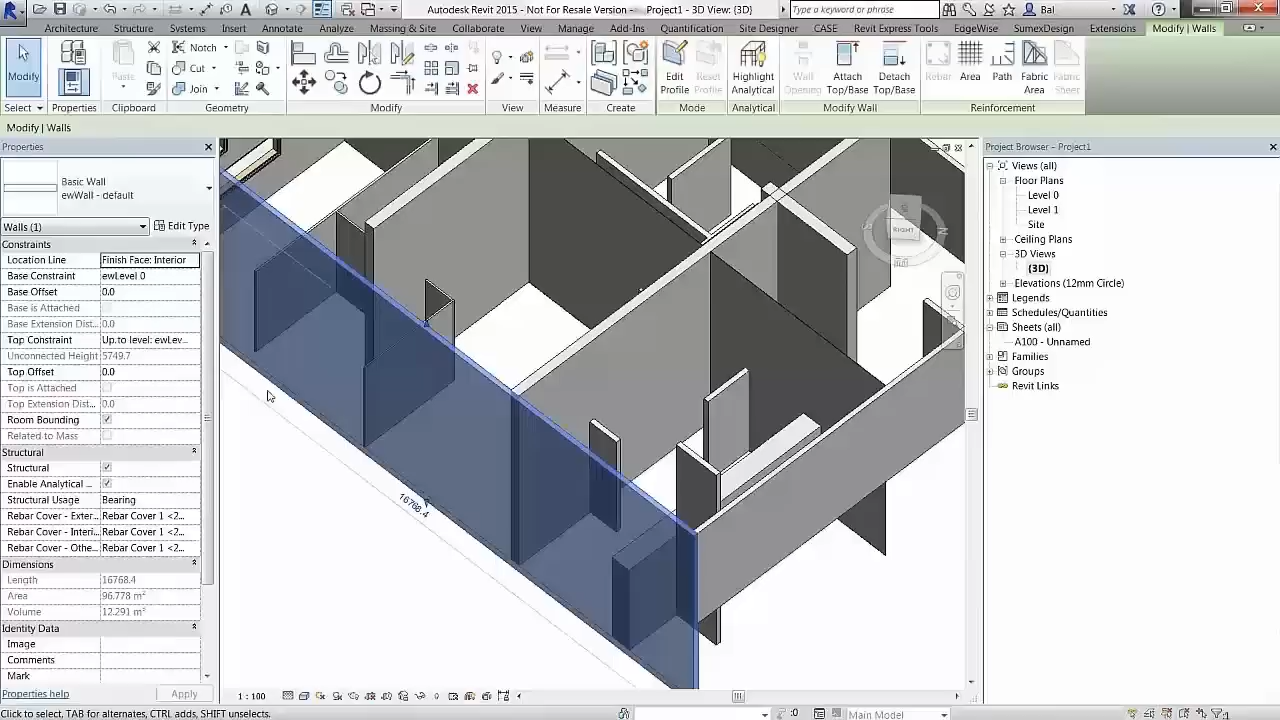 Autodesk Revit 2015 - Not For Resale Version - Project1 - 3D View: {3D}
Type a keyword or phrase
Bal
Architecture Structure Systems Insert Annotate Analyze Massing & Site Collaborate View Manage Add-Ins Quantification Site Designer CASE Revit Express Tools EdgeWise SumexDesign Extensions Modify | Walls
Modify
Paste
Notch
Cut
Join
Edit Profile
Reset Profile
Highlight Analytical
Wall Opening
Attach Top/Base
Detach Top/Base
Rebar
Area
Path
Fabric Area
Fabric Sheet
Select Properties Clipboard Geometry Modify View Measure Create Mode Analytical Modify Wall Reinforcement
Modify | Walls
Properties
Basic Wall
ewWall - default
Walls (1)
Edit Type
Constraints
Location Line Finish Face: Interior
Base Constraint ewLevel 0
Base Offset 0.0
Base is Attached
Base Extension Dist... 0.0
Top Constraint Up to level: ewLev...
Unconnected Height 5749.7
Top Offset 0.0
Top is Attached
Top Extension Dist... 0.0
Room Bounding
Related to Mass
Structural
Structural
Enable Analytical ...
Structural Usage Bearing
Rebar Cover - Exter... Rebar Cover 1 <2...
Rebar Cover - Interi... Rebar Cover 1 <2...
Rebar Cover - Othe... Rebar Cover 1 <2...
Dimensions
Length 16768.4
Area 96.778 m²
Volume 12.291 m³
Identity Data
Image
Comments
Mark
Properties help
Apply
16768.4
RIGHT
1 : 100
Project Browser - Project1
Views (all)
Floor Plans
Level 0
Level 1
Site
Ceiling Plans
3D Views
{3D}
Elevations (12mm Circle)
Legends
Schedules/Quantities
Sheets (all)
A100 - Unnamed
Families
Groups
Revit Links
Click to select, TAB for alternates, CTRL adds, SHIFT unselects.
:0
Main Model